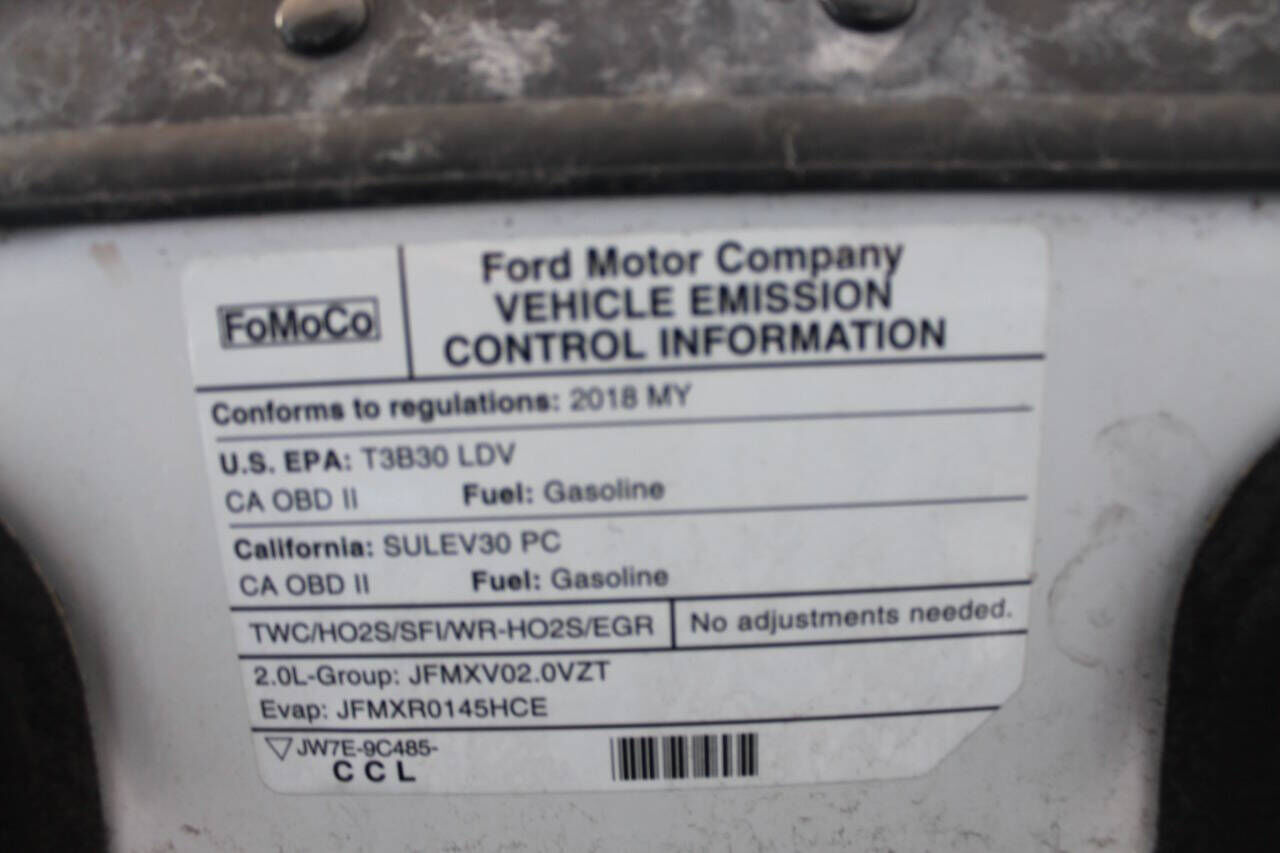 FoMoCo
Ford Motor Company
VEHICLE EMISSION
CONTROL INFORMATION
Conforms to regulations: 2018 MY
U.S. EPA: T3B30 LDV
CA OBD II Fuel: Gasoline
California: SULEV30 PC
CA OBD II Fuel: Gasoline
TWC/HO2S/SFI/WR-HO2S/EGR No adjustments needed.
2.0L-Group: JFMXV02.0VZT
Evap: JFMXR0145HCE
JW7E-9C485-
C C L